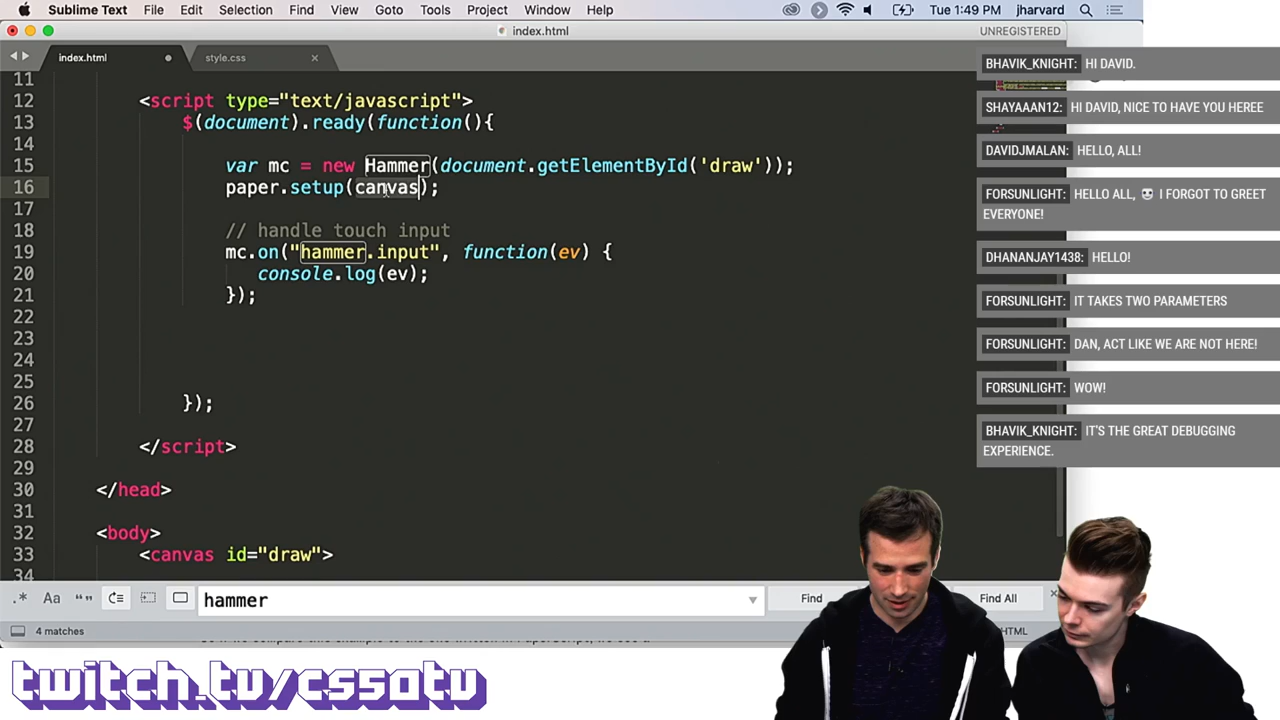 Sublime Text File Edit Selection Find View Goto Tools Project Window Help Tue 1:49 PM jharvard
index.html UNREGISTERED
index.html style.css
11
12 <script type="text/javascript">
13 $(document).ready(function(){
14
15 var mc = new Hammer(document.getElementById('draw'));
16 paper.setup(canvas);
17
18 // handle touch input
19 mc.on("hammer.input", function(ev) {
20 console.log(ev);
21 });
22
23
24
25
26 });
27
28 </script>
29
30 </head>
31
32 <body>
33 <canvas id="draw">
34
BHAVIK_KNIGHT: HI DAVID.
SHAYAAN12: HI DAVID, NICE TO HAVE YOU HEREE
DAVIDJMALAN: HELLO, ALL!
FORSUNLIGHT: HELLO ALL, 💀 I FORGOT TO GREET
EVERYONE!
DHANANJAY1438: HELLO!
FORSUNLIGHT: IT TAKES TWO PARAMETERS
FORSUNLIGHT: DAN, ACT LIKE WE ARE NOT HERE!
FORSUNLIGHT: WOW!
BHAVIK_KNIGHT: IT'S THE GREAT DEBUGGING
EXPERIENCE.
.* Aa “” hammer Find Find All
4 matches HTML
twitch.tv/cs50tv